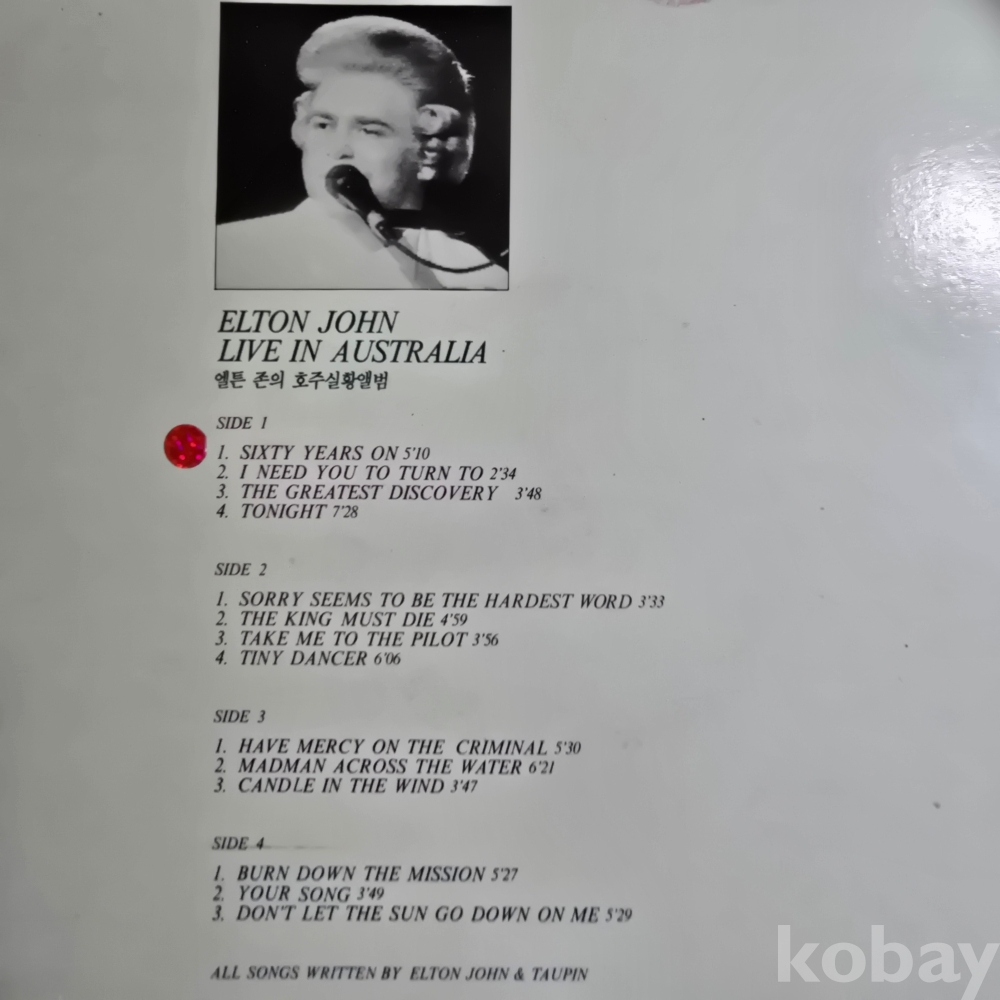 ELTON JOHN
LIVE IN AUSTRALIA
엘튼 존의 호주실황앨범
SIDE 1
1. SIXTY YEARS ON 5'10
2. I NEED YOU TO TURN TO 2'34
3. THE GREATEST DISCOVERY 3'48
4. TONIGHT 7'28
SIDE 2
1. SORRY SEEMS TO BE THE HARDEST WORD 3'33
2. THE KING MUST DIE 4'59
3. TAKE ME TO THE PILOT 3'56
4. TINY DANCER 6'06
SIDE 3
1. HAVE MERCY ON THE CRIMINAL 5'30
2. MADMAN ACROSS THE WATER 6'21
3. CANDLE IN THE WIND 3'47
SIDE 4
1. BURN DOWN THE MISSION 5'27
2. YOUR SONG 3'49
3. DON'T LET THE SUN GO DOWN ON ME 5'29
ALL SONGS WRITTEN BY ELTON JOHN & TAUPIN
kobay